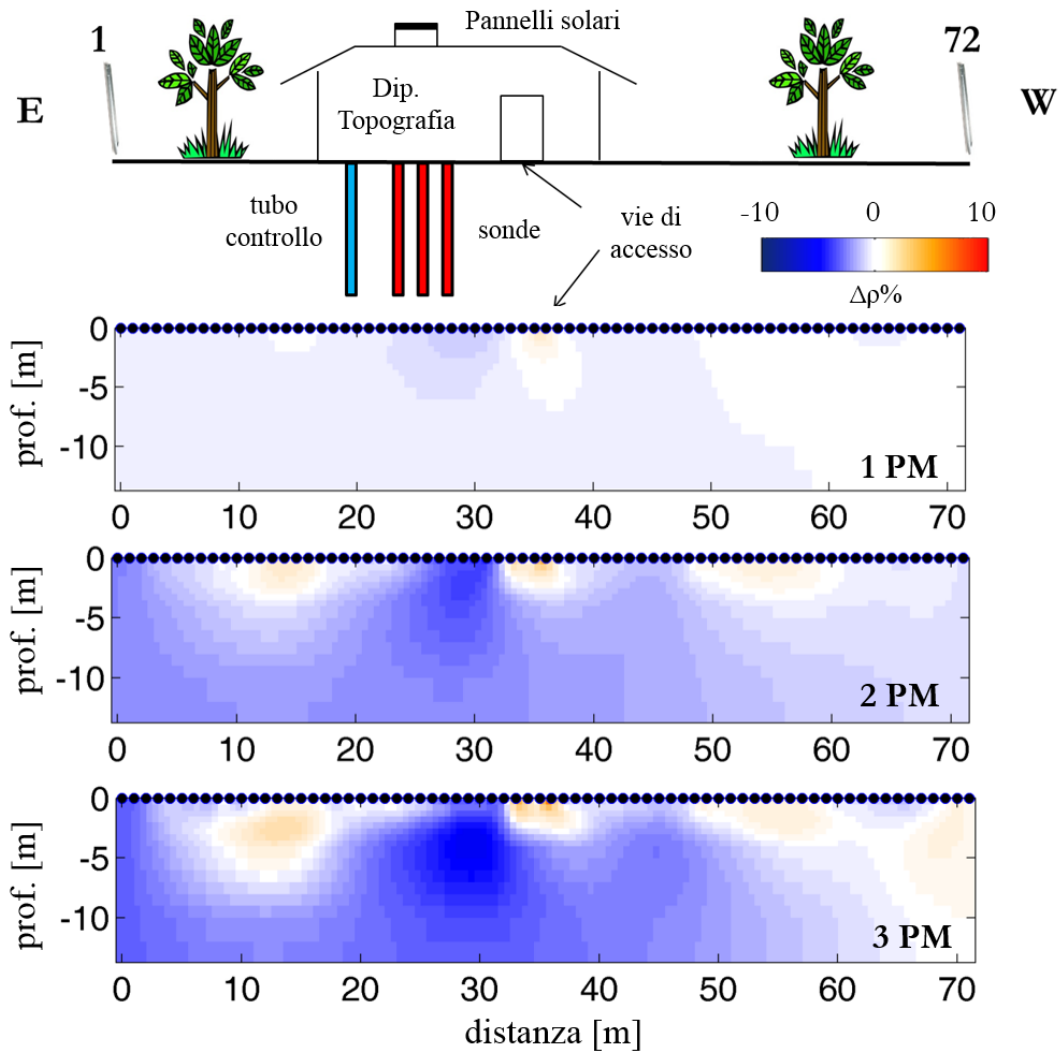 Pannelli solari
1
72
E
W
Dip.
Topografia
tubo
controllo
sonde
vie di
accesso
-10
0
10
Δρ%
0
-5
-10
prof. [m]
1 PM
0
10
20
30
40
50
60
70
0
-5
-10
prof. [m]
2 PM
0
10
20
30
40
50
60
70
0
-5
-10
prof. [m]
3 PM
0
10
20
30
40
50
60
70
distanza [m]